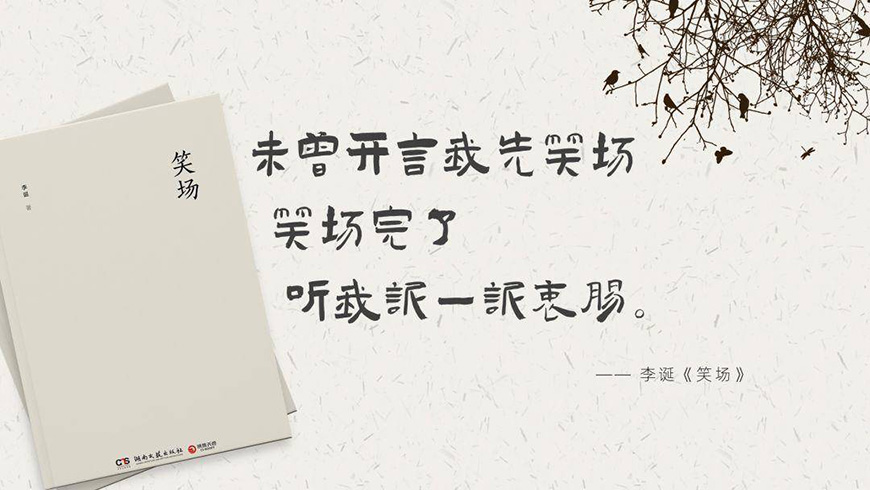 笑场
李诞 著
未曾开言我先笑场
笑场完了
听我诉一诉衷肠。
—— 李诞《笑场》
湖南文艺出版社